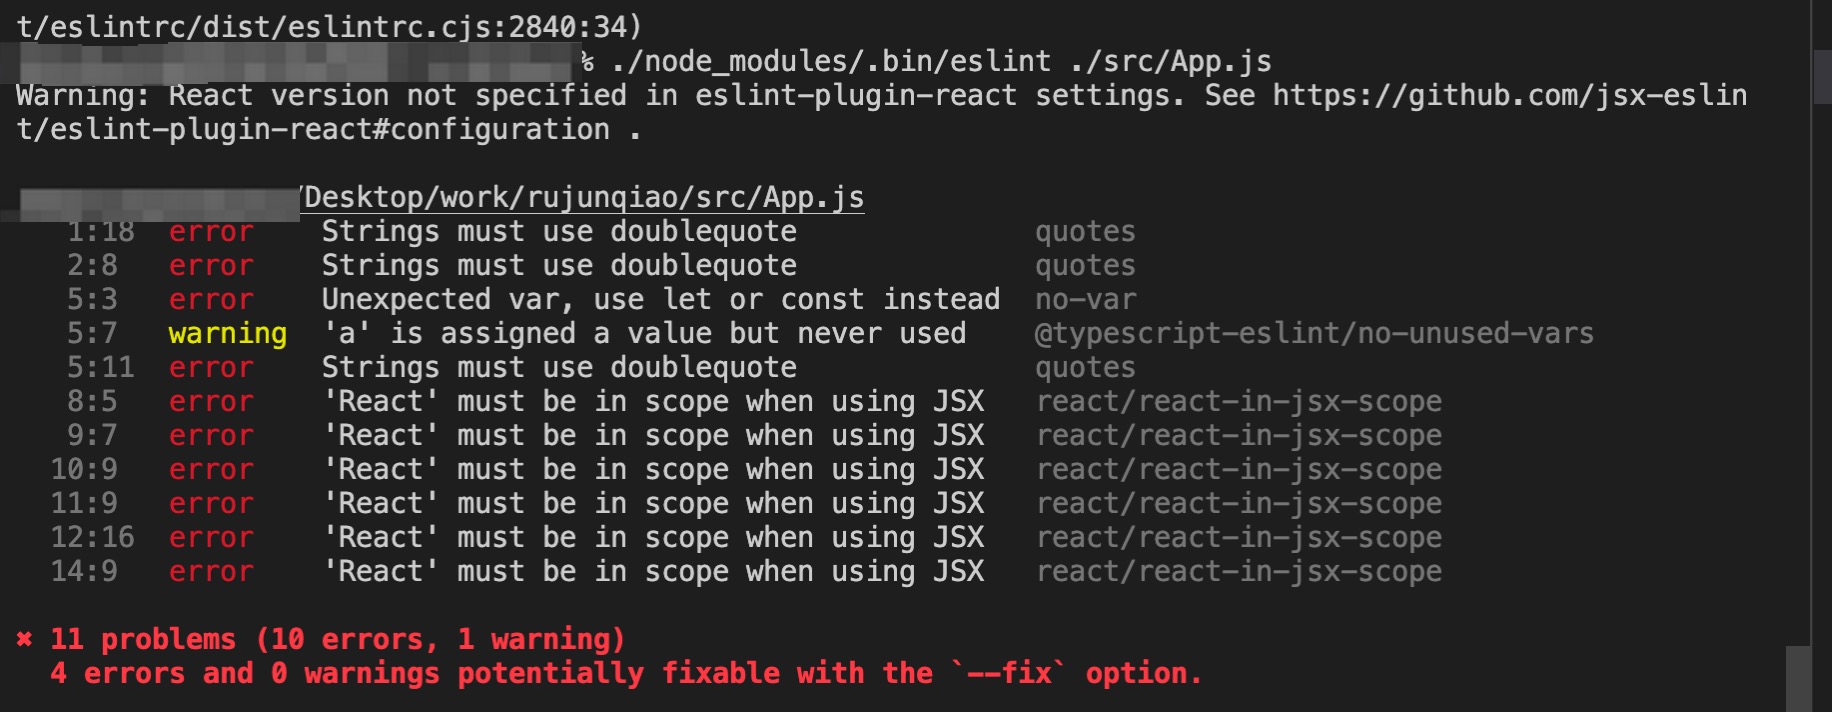 t/eslintrc/dist/eslintrc.cjs:2840:34)
% ./node_modules/.bin/eslint ./src/App.js
Warning: React version not specified in eslint-plugin-react settings. See https://github.com/jsx-eslin
t/eslint-plugin-react#configuration .
/Desktop/work/rujunqiao/src/App.js
1:18 error Strings must use doublequote quotes
2:8 error Strings must use doublequote quotes
5:3 error Unexpected var, use let or const instead no-var
5:7 warning 'a' is assigned a value but never used @typescript-eslint/no-unused-vars
5:11 error Strings must use doublequote quotes
8:5 error 'React' must be in scope when using JSX react/react-in-jsx-scope
9:7 error 'React' must be in scope when using JSX react/react-in-jsx-scope
10:9 error 'React' must be in scope when using JSX react/react-in-jsx-scope
11:9 error 'React' must be in scope when using JSX react/react-in-jsx-scope
12:16 error 'React' must be in scope when using JSX react/react-in-jsx-scope
14:9 error 'React' must be in scope when using JSX react/react-in-jsx-scope
✖ 11 problems (10 errors, 1 warning)
4 errors and 0 warnings potentially fixable with the `--fix` option.